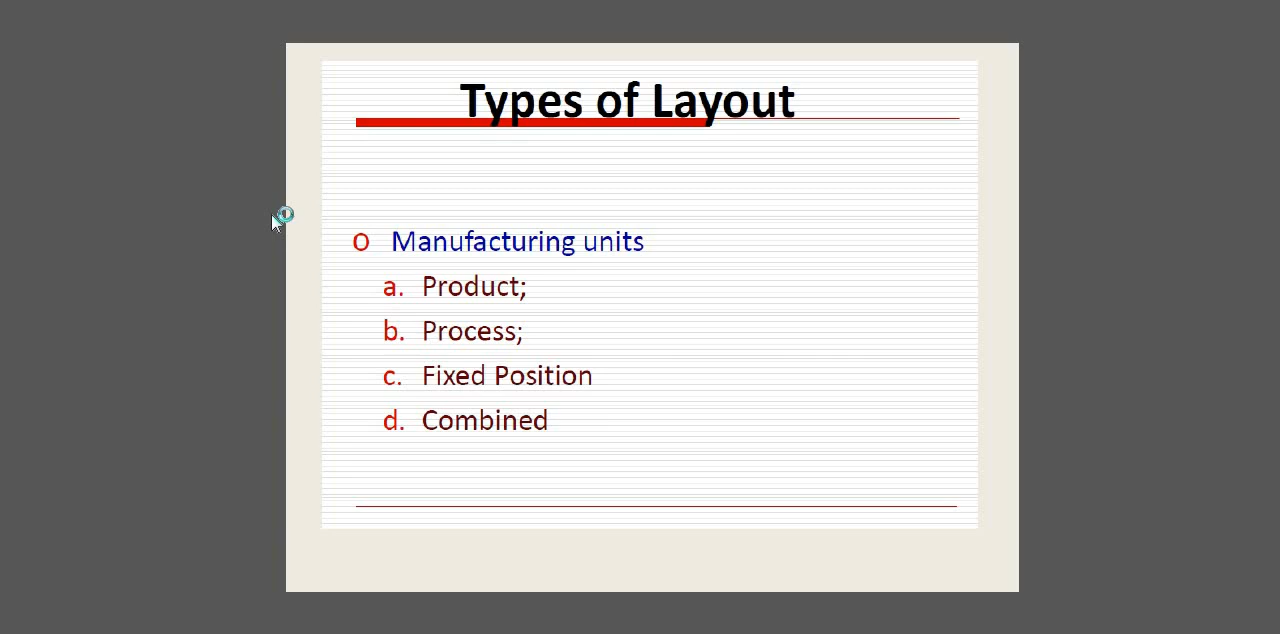 Types of Layout
o Manufacturing units
a. Product;
b. Process;
c. Fixed Position
d. Combined